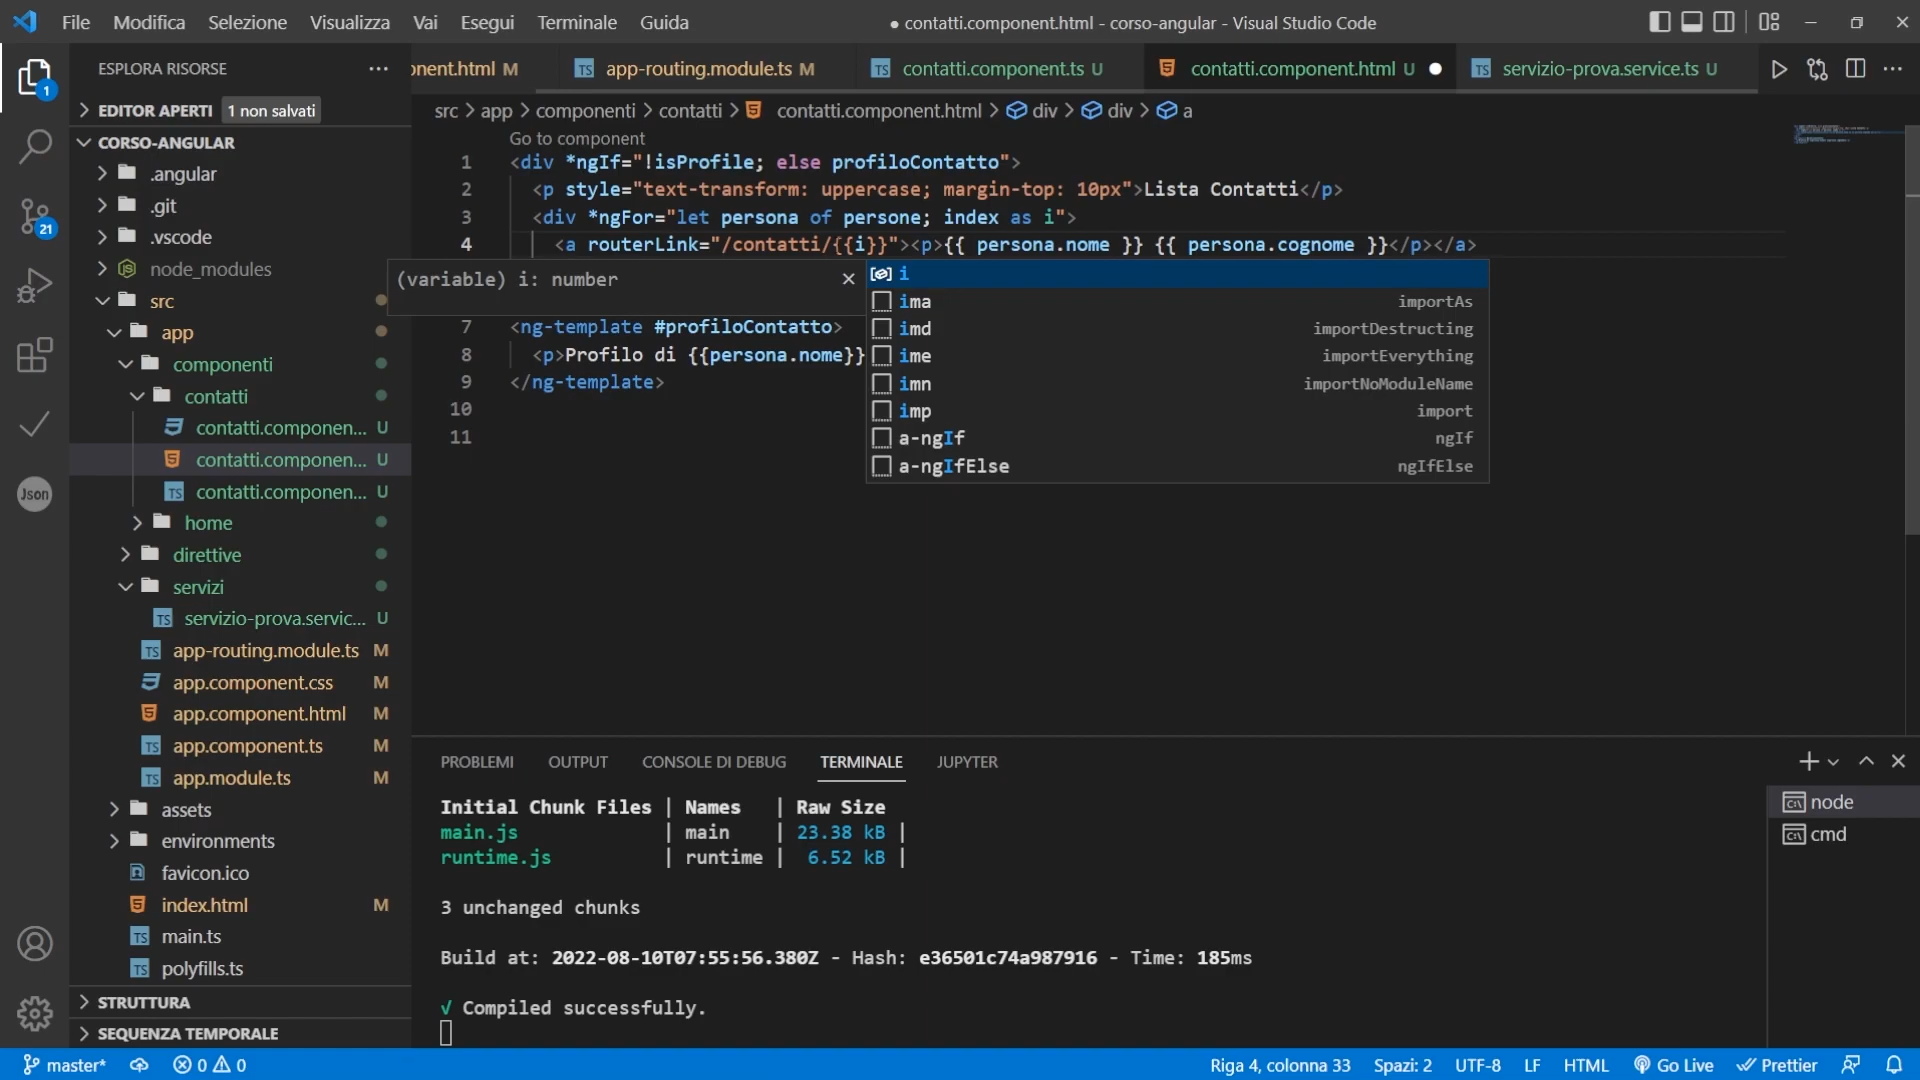 File Modifica Selezione Visualizza Vai Esegui Terminale Guida
● contatti.component.html - corso-angular - Visual Studio Code
ESPLORA RISORSE
nent.html M
app-routing.module.ts M
contatti.component.ts U
contatti.component.html U
servizio-prova.service.ts U
1
EDITOR APERTI 1 non salvati
src > app > componenti > contatti > contatti.component.html > div > div > a
CORSO-ANGULAR
.angular
.git
.vscode
node_modules
src
app
componenti
contatti
contatti.componen... U
contatti.componen... U
contatti.componen... U
home
direttive
servizi
servizio-prova.servic... U
app-routing.module.ts M
app.component.css M
app.component.html M
app.component.ts M
app.module.ts M
assets
environments
favicon.ico
index.html M
main.ts
polyfills.ts
STRUTTURA
SEQUENZA TEMPORALE
21
Json
Go to component
1 <div *ngIf="!isProfile; else profiloContatto">
2 <p style="text-transform: uppercase; margin-top: 10px">Lista Contatti</p>
3 <div *ngFor="let persona of persone; index as i">
4 <a routerLink="/contatti/{{i}}"><p>{{ persona.nome }} {{ persona.cognome }}</p></a>
(variable) i: number
7 <ng-template #profiloContatto>
8 <p>Profilo di {{persona.nome}}
9 </ng-template>
10
11
i
ima importAs
imd importDestructing
ime importEverything
imn importNoModuleName
imp import
a-ngIf ngIf
a-ngIfElse ngIfElse
PROBLEMI OUTPUT CONSOLE DI DEBUG TERMINALE JUPYTER
Initial Chunk Files | Names | Raw Size
main.js | main | 23.38 kB |
runtime.js | runtime | 6.52 kB |
3 unchanged chunks
Build at: 2022-08-10T07:55:56.380Z - Hash: e36501c74a987916 - Time: 185ms
√ Compiled successfully.
node
cmd
master* 0 0
Riga 4, colonna 33 Spazi: 2 UTF-8 LF HTML Go Live Prettier